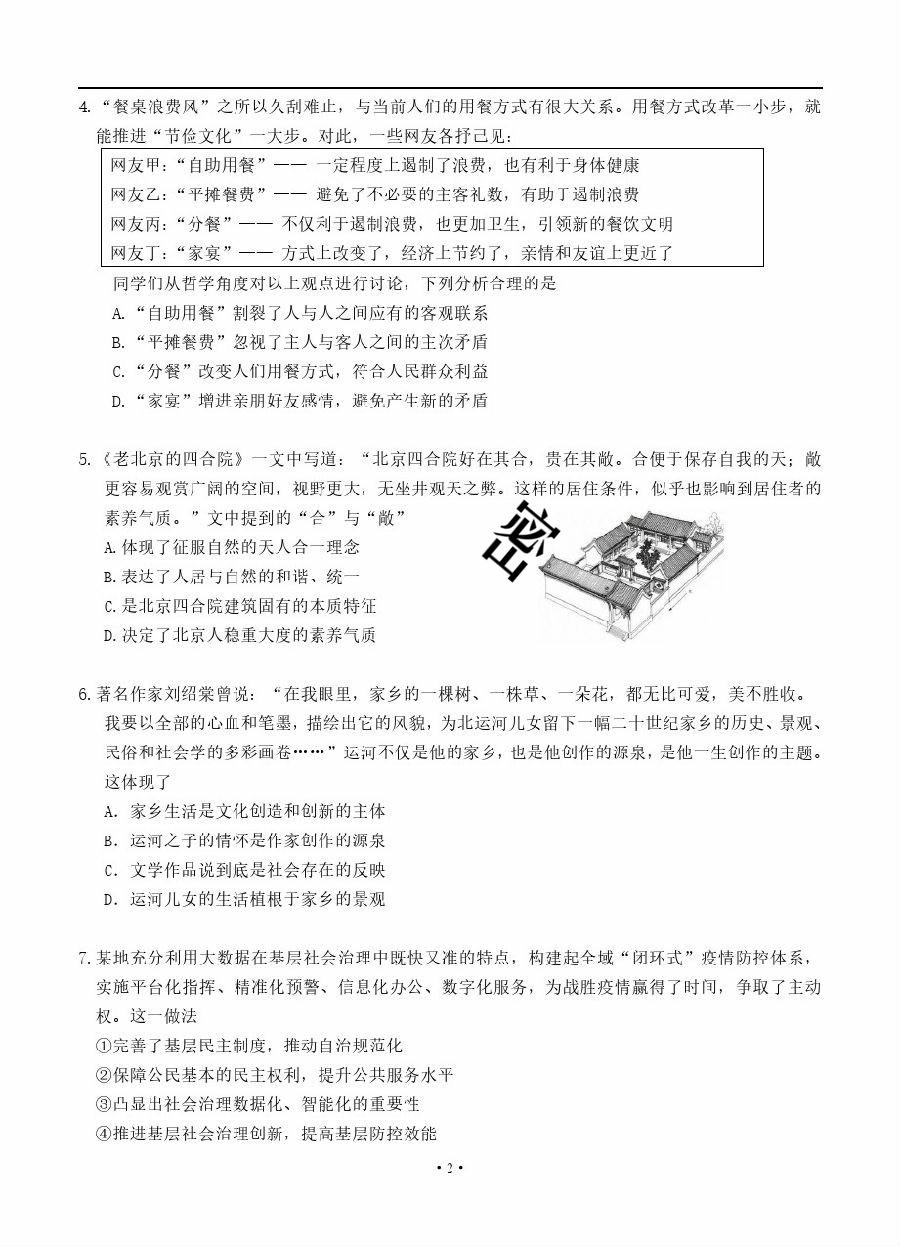 4. “餐桌浪费风”之所以久刮难止，与当前人们的用餐方式有很大关系。用餐方式改革一小步，就
能推进“节俭文化”一大步。对此，一些网友各抒己见：
网友甲：“自助用餐”—— 一定程度上遏制了浪费，也有利于身体健康
网友乙：“平摊餐费”—— 避免了不必要的主客礼数，有助于遏制浪费
网友丙：“分餐”—— 不仅利于遏制浪费，也更加卫生，引领新的餐饮文明
网友丁：“家宴”—— 方式上改变了，经济上节约了，亲情和友谊上更近了
同学们从哲学角度对以上观点进行讨论，下列分析合理的是
A. “自助用餐”割裂了人与人之间应有的客观联系
B. “平摊餐费”忽视了主人与客人之间的主次矛盾
C. “分餐”改变人们用餐方式，符合人民群众利益
D. “家宴”增进亲朋好友感情，避免产生新的矛盾
5. 《老北京的四合院》一文中写道：“北京四合院好在其合，贵在其敞。合便于保存自我的天；敞
更容易观赏广阔的空间，视野更大，无坐井观天之弊。这样的居住条件，似乎也影响到居住者的
素养气质。”文中提到的“合”与“敞”
A. 体现了征服自然的天人合一理念
B. 表达了人居与自然的和谐、统一
C. 是北京四合院建筑固有的本质特征
D. 决定了北京人稳重大度的素养气质
密
6. 著名作家刘绍棠曾说：“在我眼里，家乡的一棵树、一株草、一朵花，都无比可爱，美不胜收。
我要以全部的心血和笔墨，描绘出它的风貌，为北运河儿女留下一幅二十世纪家乡的历史、景观、
民俗和社会学的多彩画卷……”运河不仅是他的家乡，也是他创作的源泉，是他一生创作的主题。
这体现了
A. 家乡生活是文化创造和创新的主体
B. 运河之子的情怀是作家创作的源泉
C. 文学作品说到底是社会存在的反映
D. 运河儿女的生活植根于家乡的景观
7. 某地充分利用大数据在基层社会治理中既快又准的特点，构建起全域“闭环式”疫情防控体系，
实施平台化指挥、精准化预警、信息化办公、数字化服务，为战胜疫情赢得了时间，争取了主动
权。这一做法
①完善了基层民主制度，推动自治规范化
②保障公民基本的民主权利，提升公共服务水平
③凸显出社会治理数据化、智能化的重要性
④推进基层社会治理创新，提高基层防控效能
· 2 ·